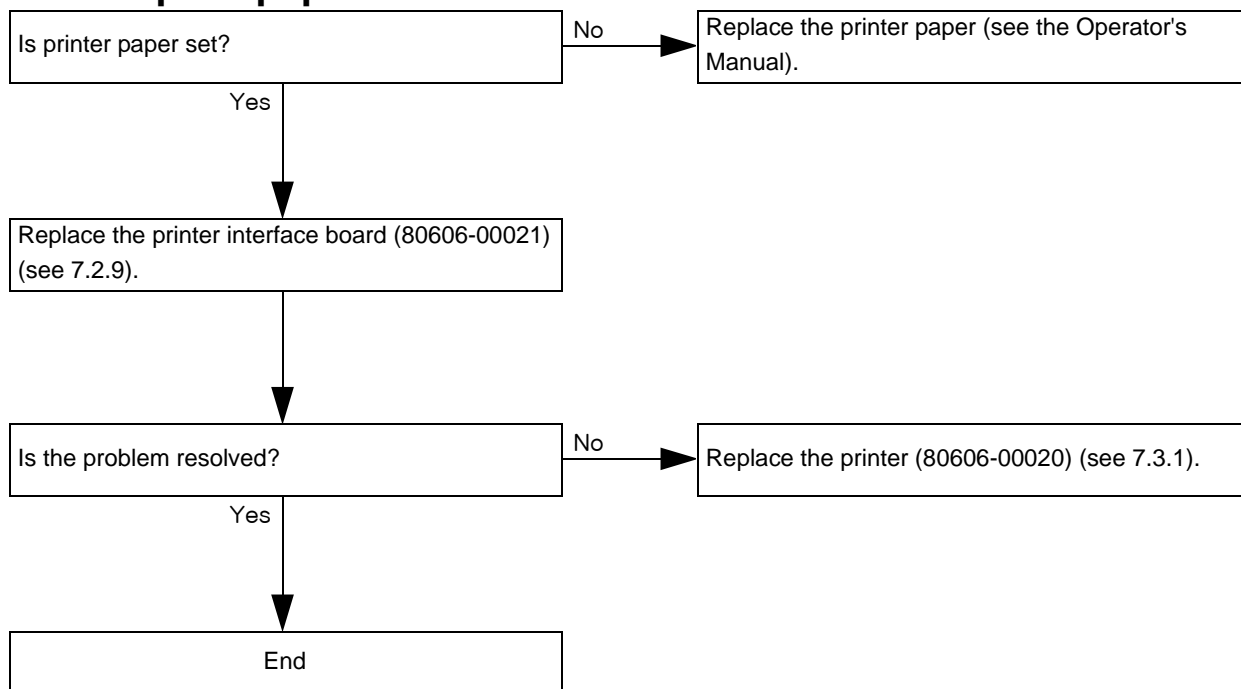 Is printer paper set?
No
Replace the printer paper (see the Operator's
Manual).
Yes
Replace the printer interface board (80606-00021)
(see 7.2.9).
Is the problem resolved?
No
Replace the printer (80606-00020) (see 7.3.1).
Yes
End